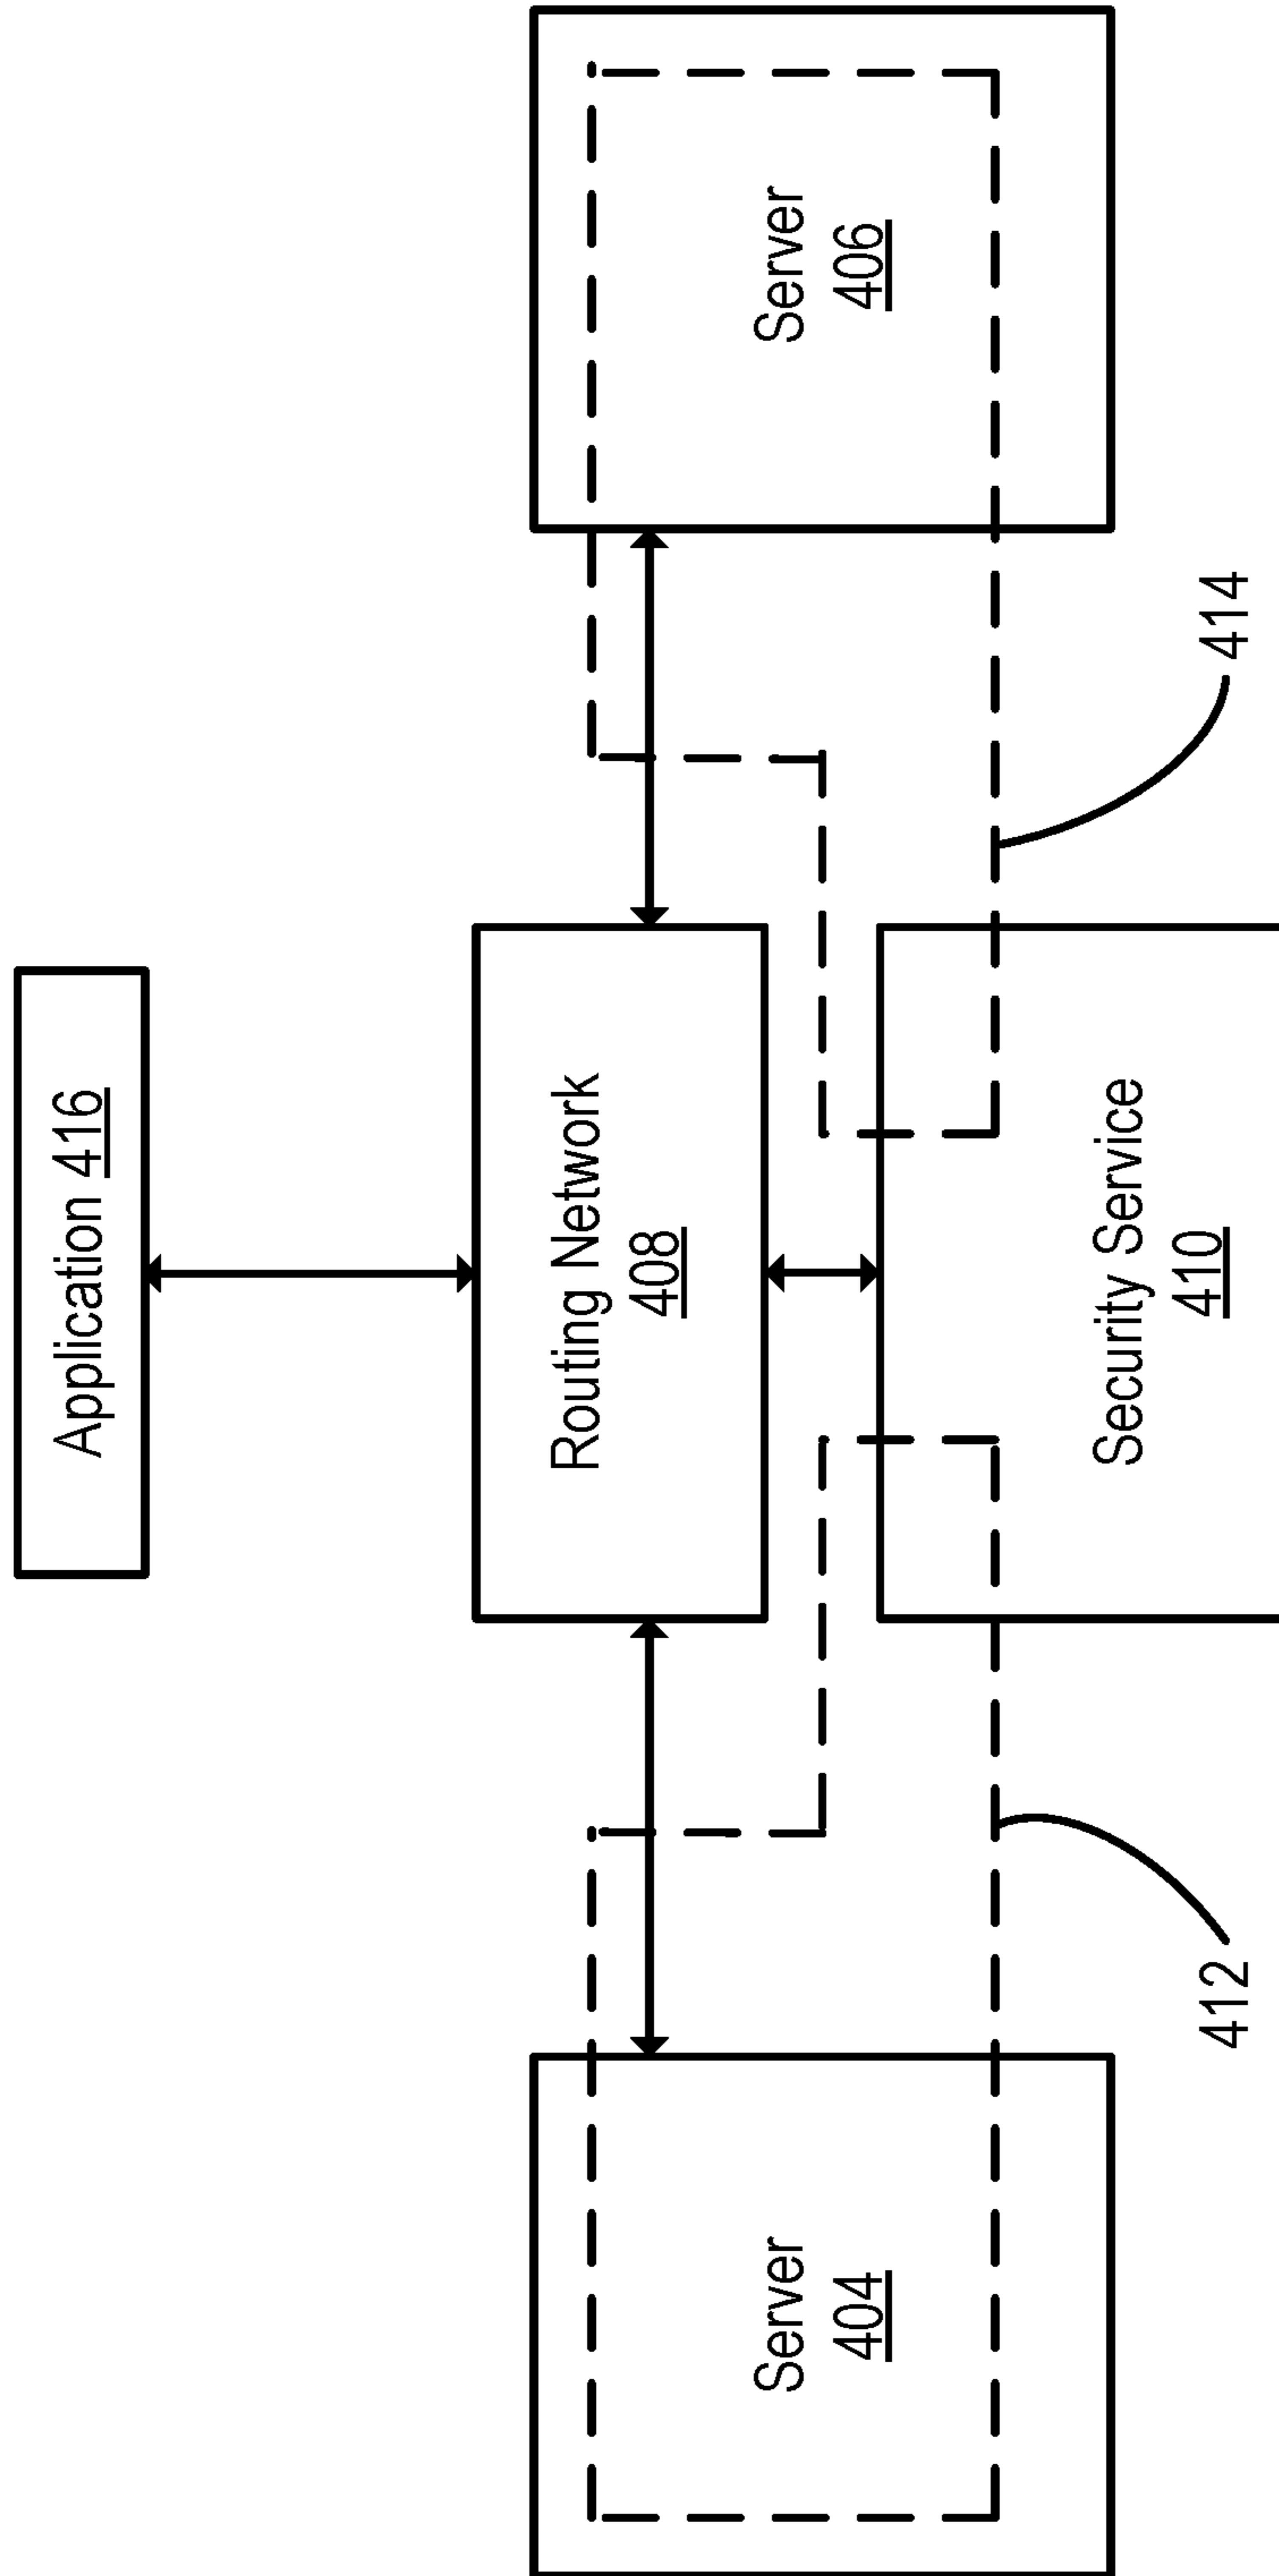 Application 416
Routing Network
408
Server
404
Server
406
Security Service
410
412
414